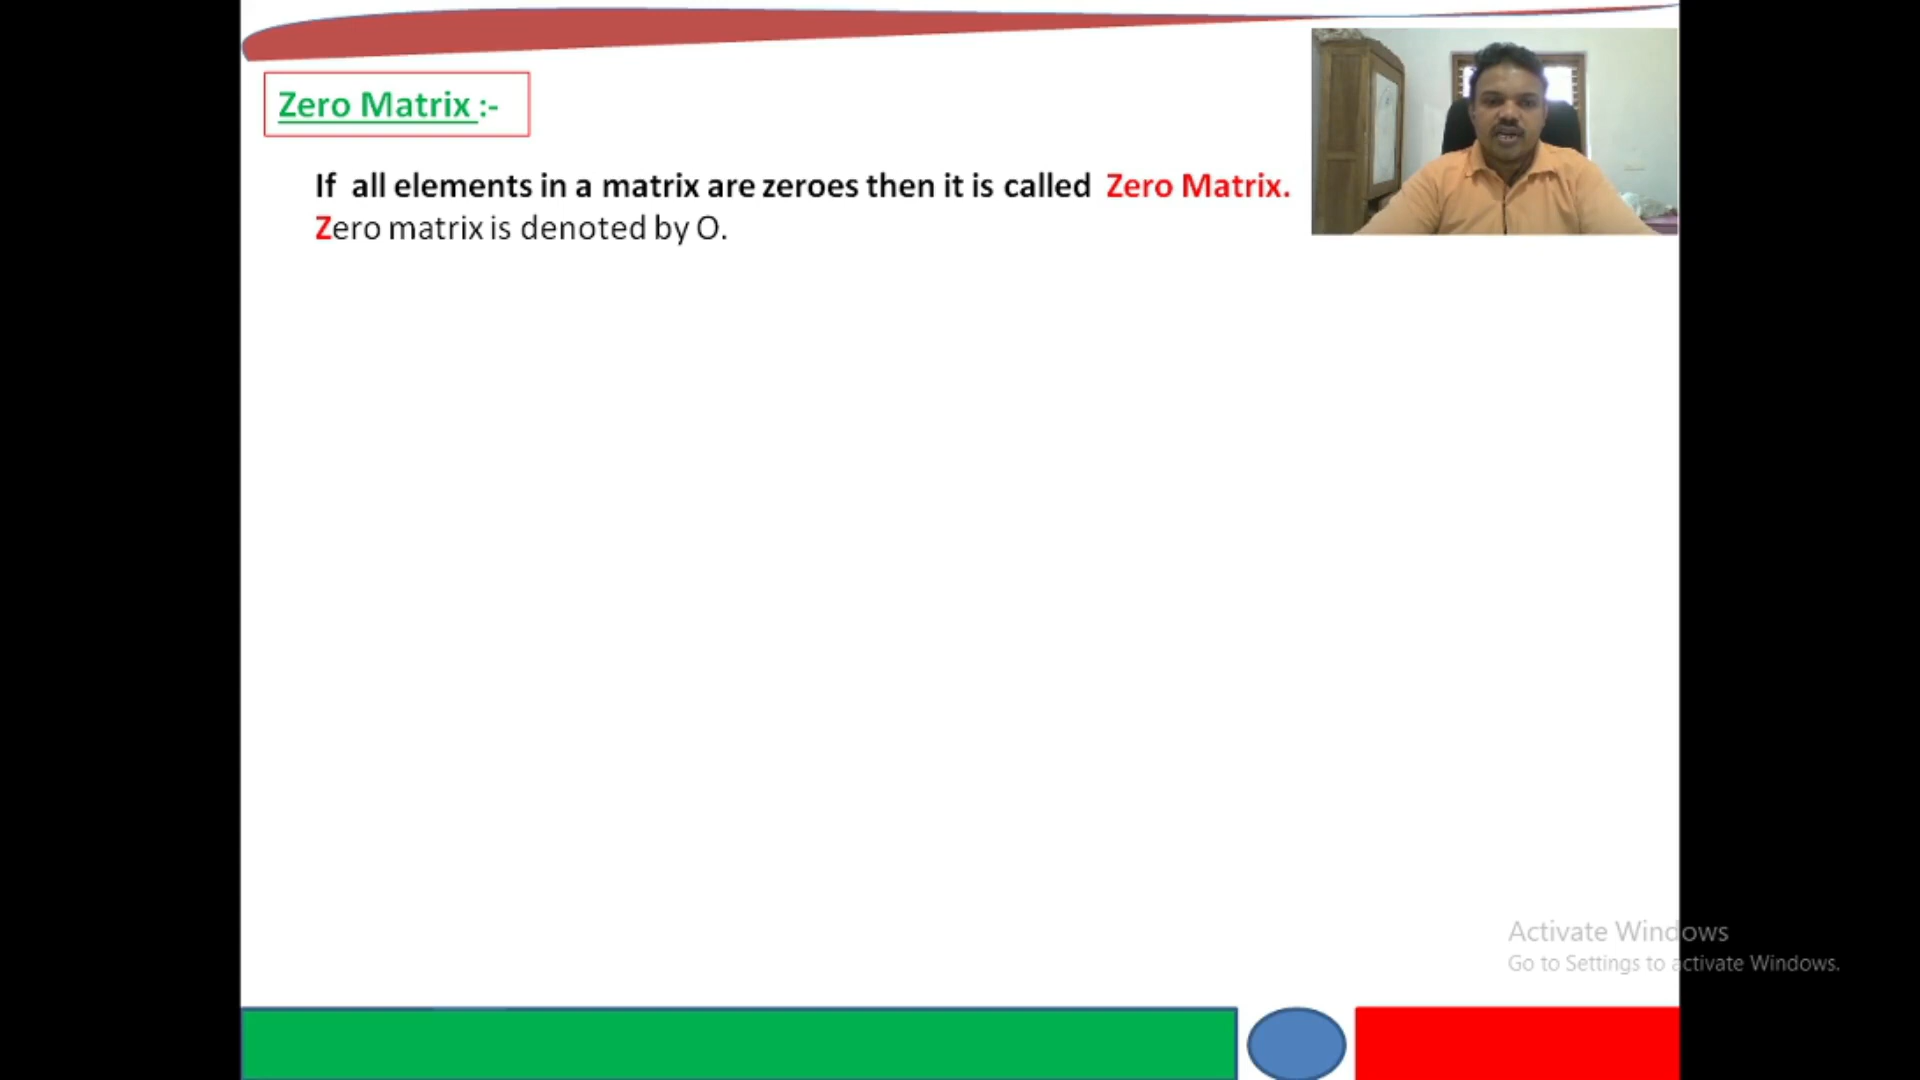 Zero Matrix :-
If all elements in a matrix are zeroes then it is called Zero Matrix.
Zero matrix is denoted by O.
Activate Windows
Go to Settings to activate Windows.